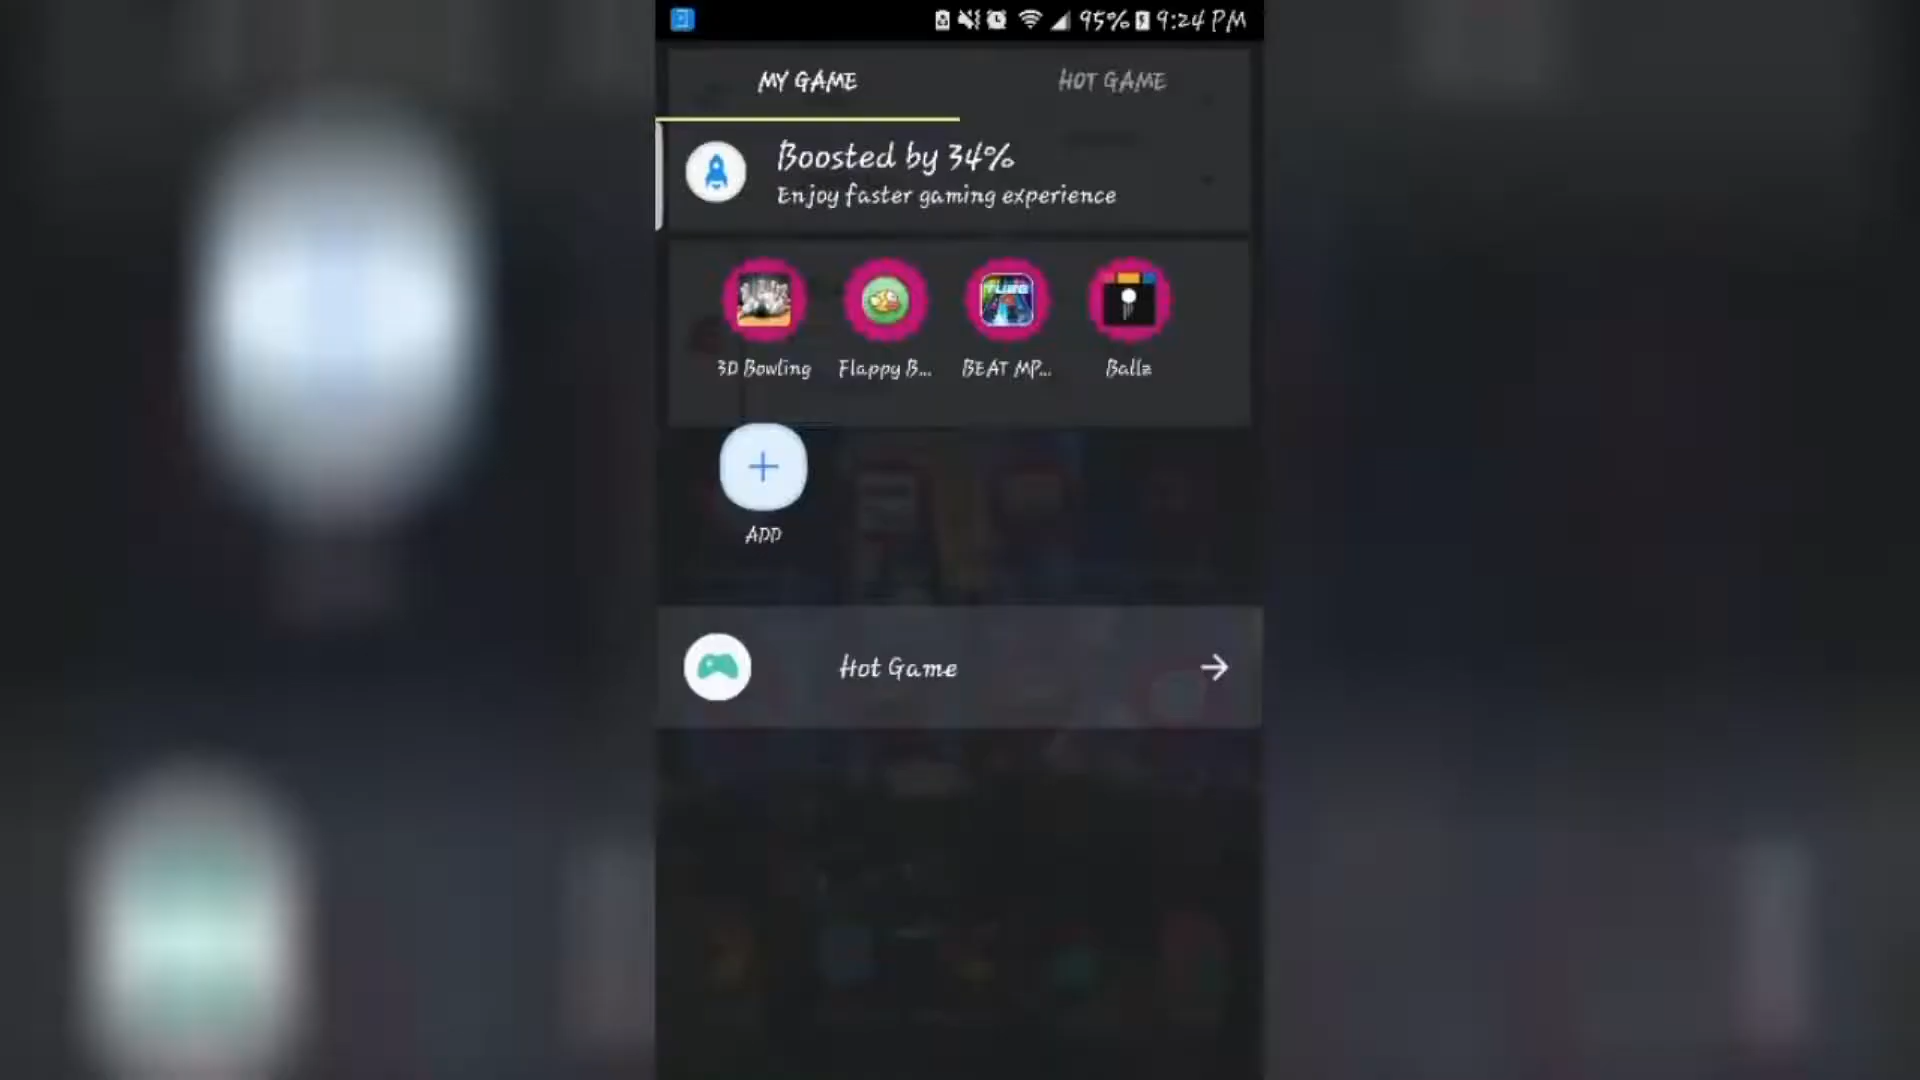 95% 9:24 PM
MY GAME HOT GAME
Boosted by 34%
Enjoy faster gaming experience
3D Bowling Flappy B... BEAT MP... Ballz
ADD
Hot Game